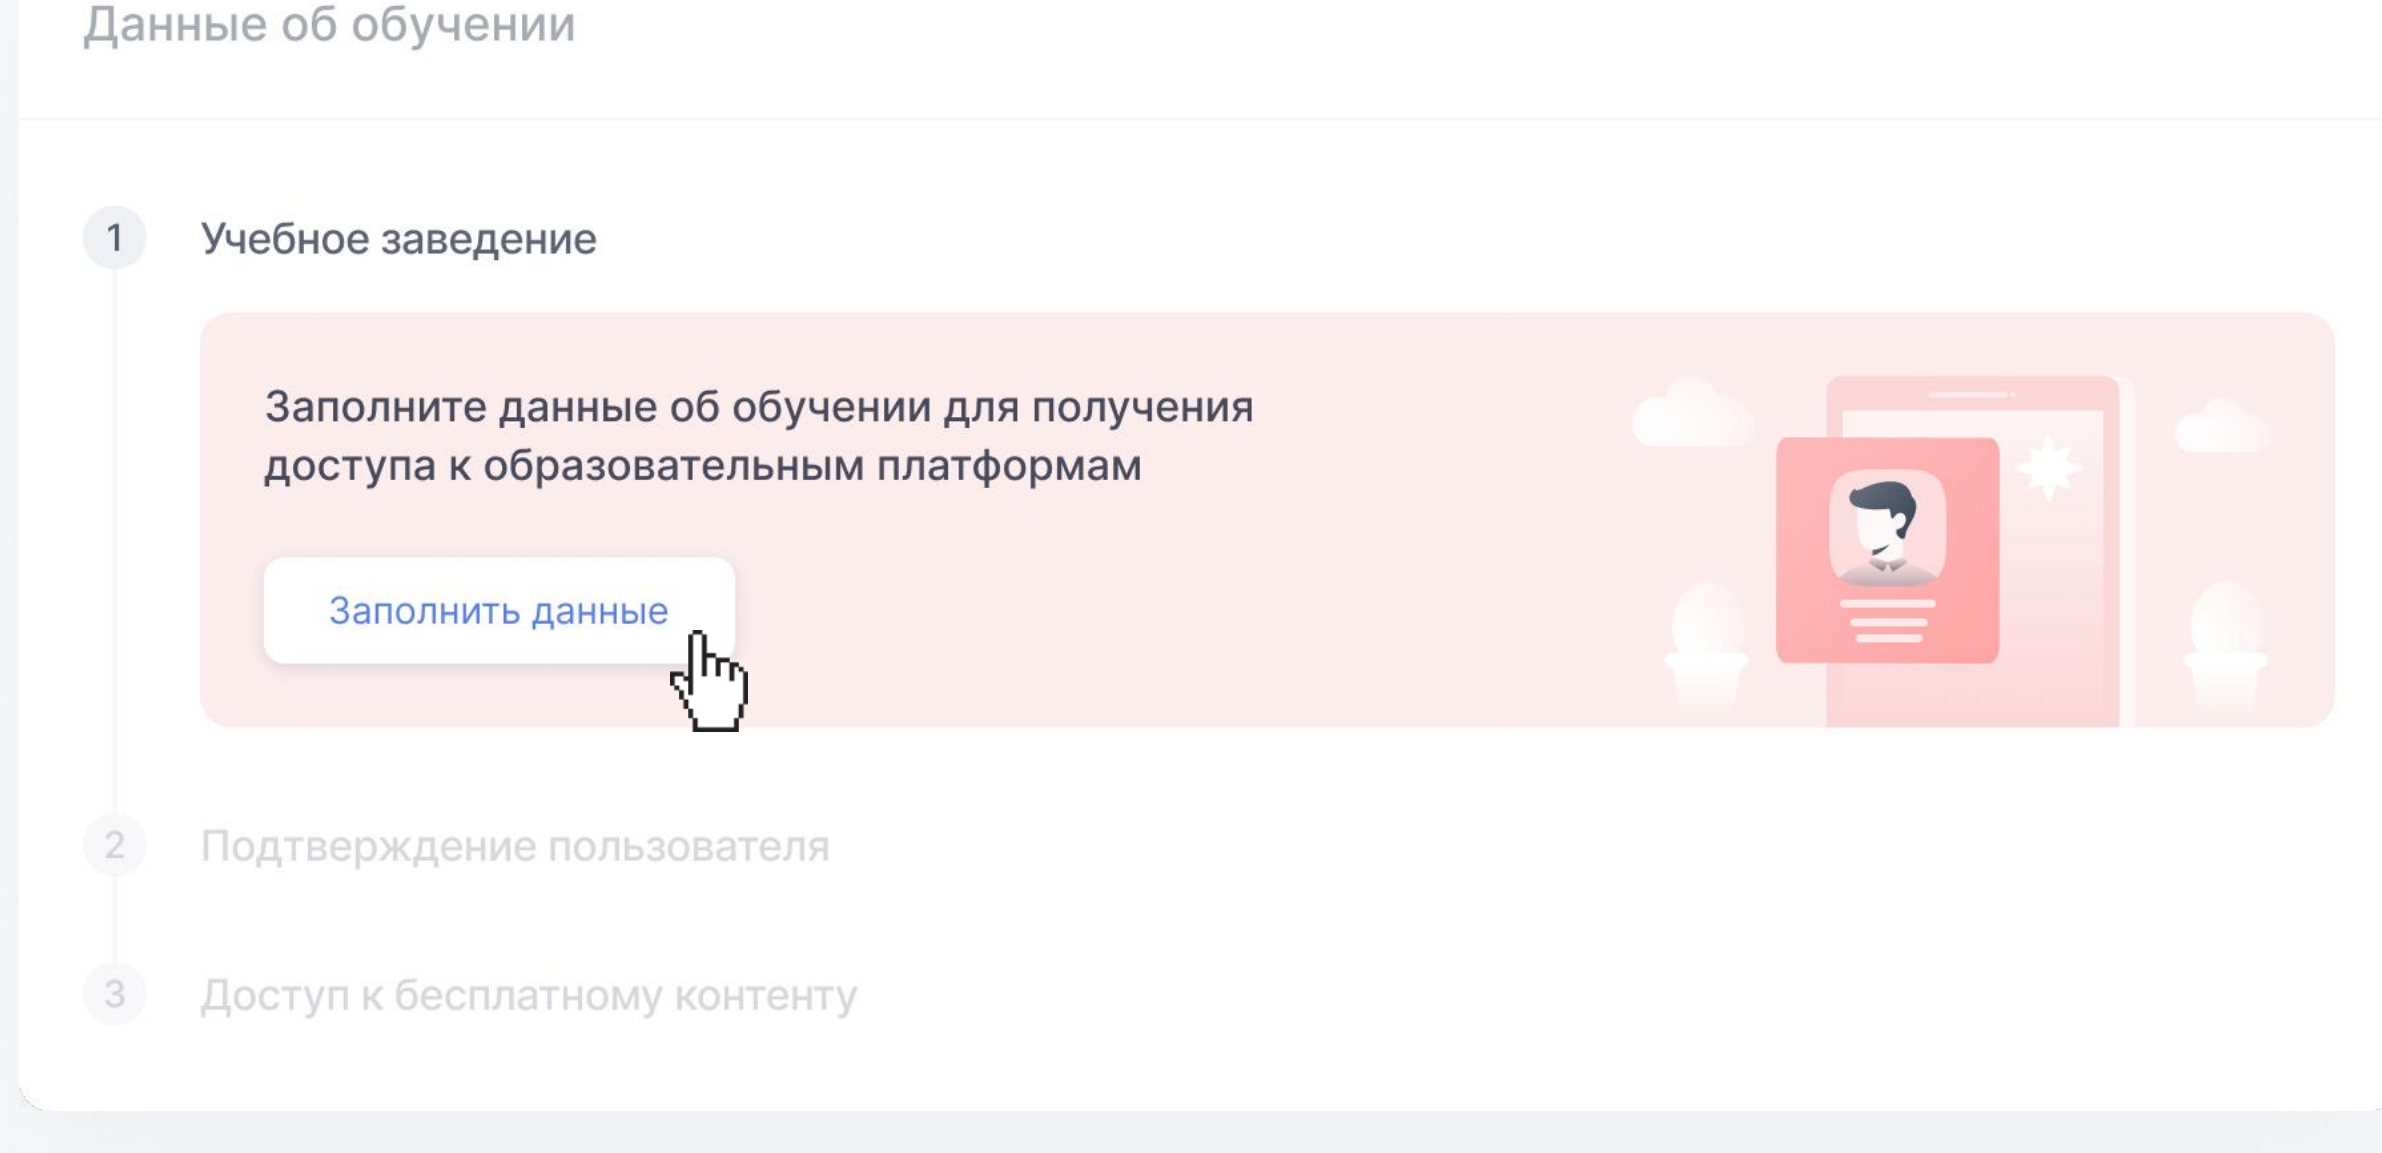 Данные об обучении
1
Учебное заведение
Заполните данные об обучении для получения
доступа к образовательным платформам
Заполнить данные
2
Подтверждение пользователя
3
Доступ к бесплатному контенту